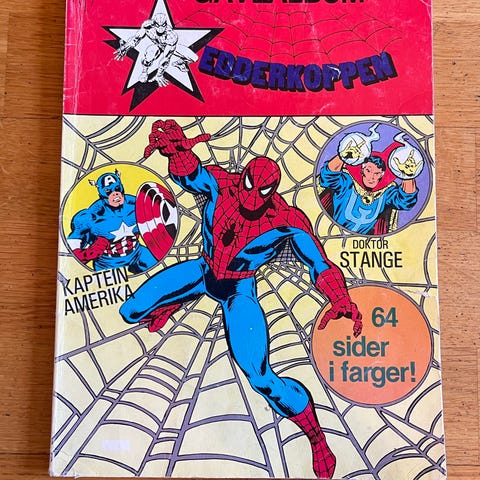 EDDERKOPPEN
KAPTEIN
AMERIKA
DOKTOR
STANGE
64
sider
i farger!